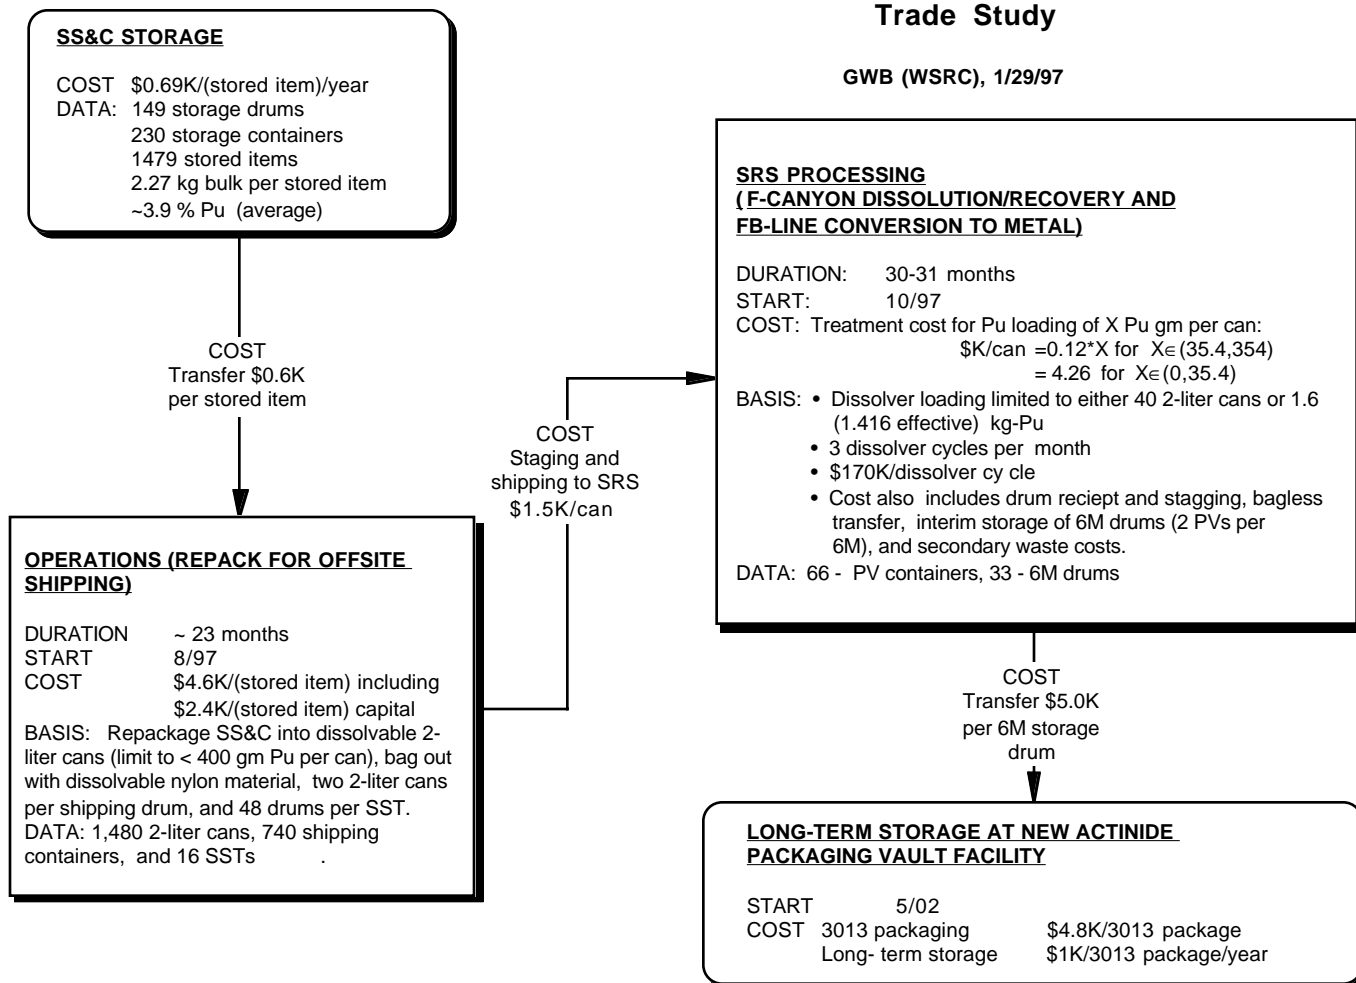 Trade Study
GWB (WSRC), 1/29/97
SS&C STORAGE
COST $0.69K/(stored item)/year
DATA: 149 storage drums
230 storage containers
1479 stored items
2.27 kg bulk per stored item
~3.9 % Pu (average)
COST
Transfer $0.6K
per stored item
OPERATIONS (REPACK FOR OFFSITE
SHIPPING)
DURATION ~ 23 months
START 8/97
COST $4.6K/(stored item) including
$2.4K/(stored item) capital
BASIS: Repackage SS&C into dissolvable 2-
liter cans (limit to < 400 gm Pu per can), bag out
with dissolvable nylon material, two 2-liter cans
per shipping drum, and 48 drums per SST.
DATA: 1,480 2-liter cans, 740 shipping
containers, and 16 SSTs .
COST
Staging and
shipping to SRS
$1.5K/can
SRS PROCESSING
( F-CANYON DISSOLUTION/RECOVERY AND
FB-LINE CONVERSION TO METAL)
DURATION: 30-31 months
START: 10/97
COST: Treatment cost for Pu loading of X Pu gm per can:
$K/can =0.12*X for X∈(35.4,354)
= 4.26 for X∈(0,35.4)
BASIS: • Dissolver loading limited to either 40 2-liter cans or 1.6
(1.416 effective) kg-Pu
• 3 dissolver cycles per month
• $170K/dissolver cy cle
• Cost also includes drum reciept and stagging, bagless
transfer, interim storage of 6M drums (2 PVs per
6M), and secondary waste costs.
DATA: 66 - PV containers, 33 - 6M drums
COST
Transfer $5.0K
per 6M storage
drum
LONG-TERM STORAGE AT NEW ACTINIDE
PACKAGING VAULT FACILITY
START 5/02
COST 3013 packaging $4.8K/3013 package
Long- term storage $1K/3013 package/year